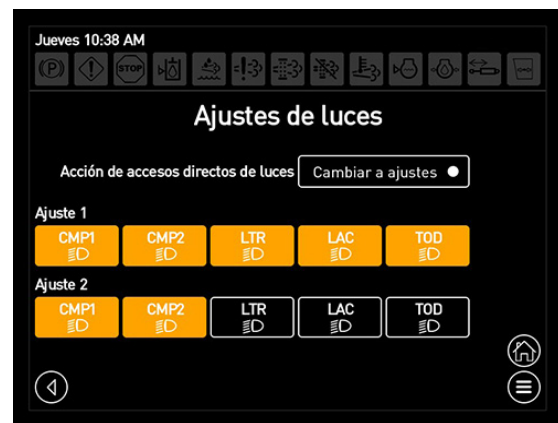 Jueves 10:38 AM
(P) STOP
Ajustes de luces
Acción de accesos directos de luces Cambiar a ajustes
Ajuste 1
CMP1 CMP2 LTR LAC TOD
Ajuste 2
CMP1 CMP2 LTR LAC TOD